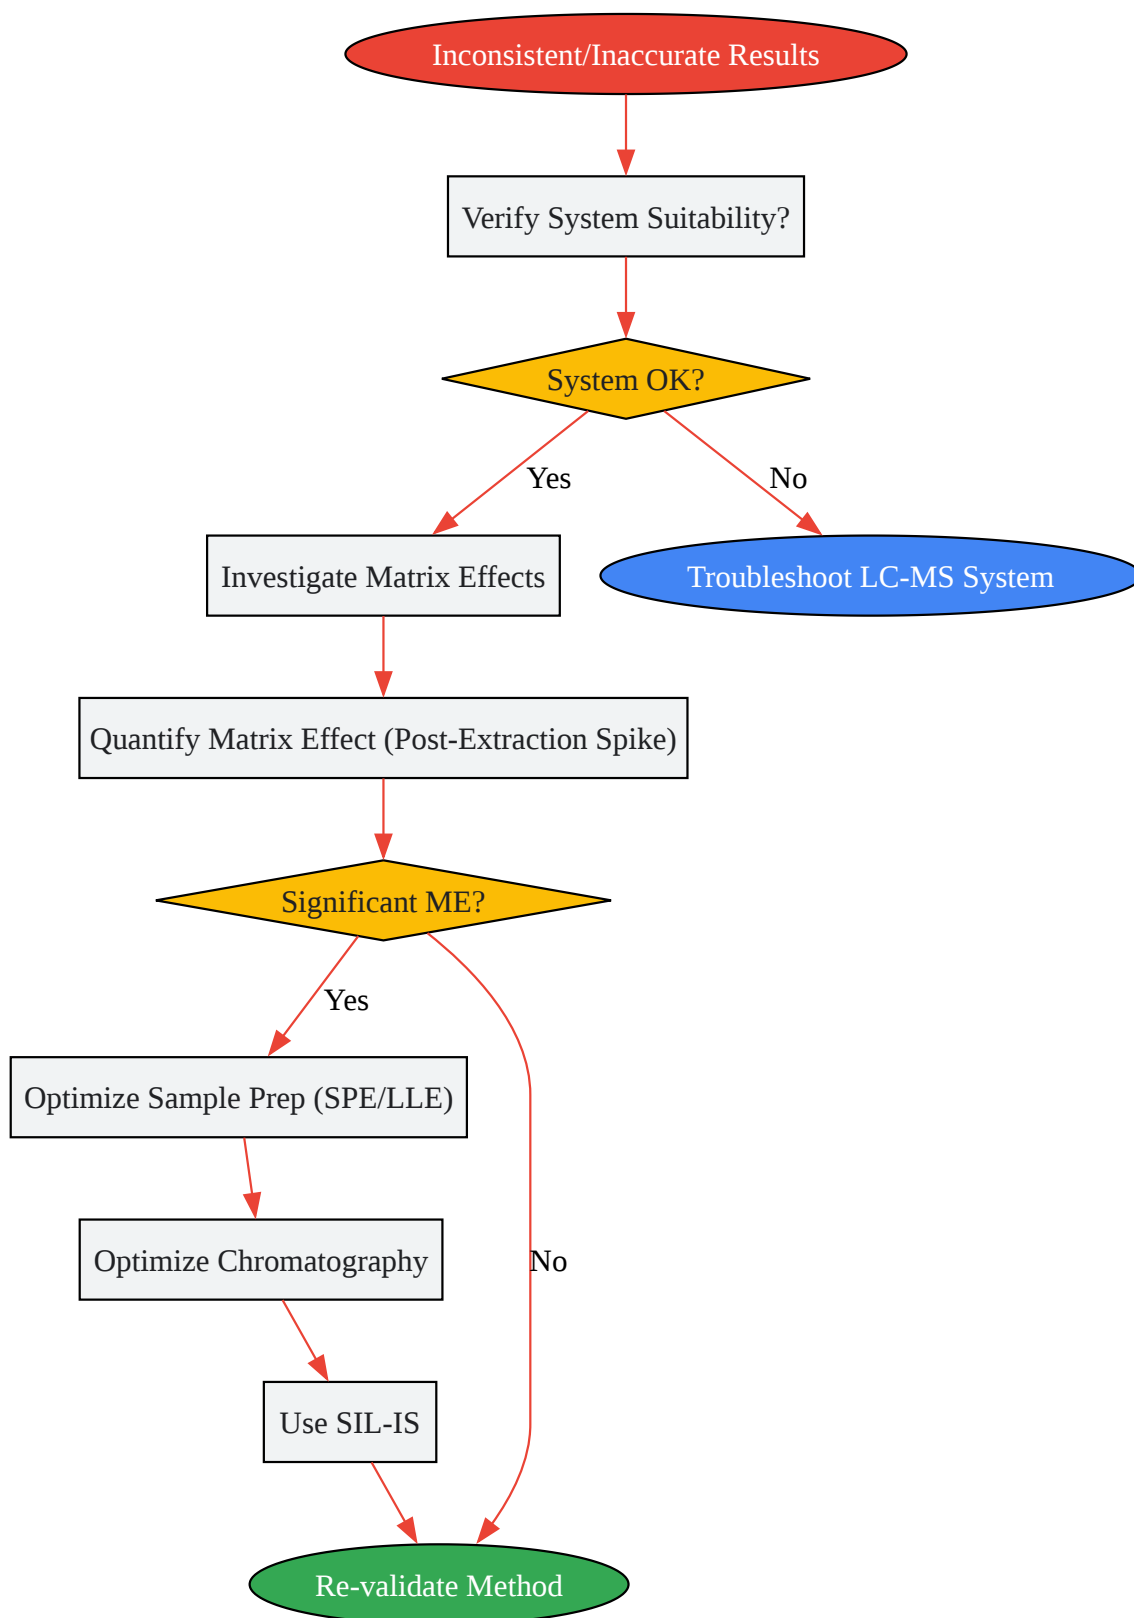 Inconsistent/Inaccurate Results
Verify System Suitability?
System OK?
Yes
No
Investigate Matrix Effects
Troubleshoot LC-MS System
Quantify Matrix Effect (Post-Extraction Spike)
Significant ME?
Yes
Optimize Sample Prep (SPE/LLE)
Optimize Chromatography
No
Use SIL-IS
Re-validate Method